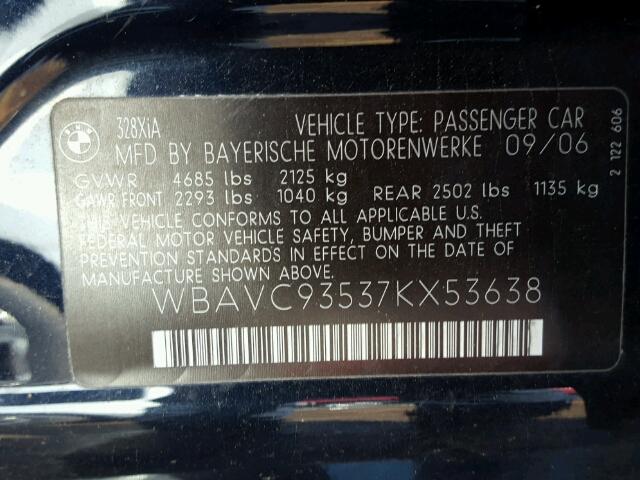 BMW
328XiA VEHICLE TYPE: PASSENGER CAR
MFD BY BAYERISCHE MOTORENWERKE 09/06
GVWR 4685 lbs 2125 kg
GAWR FRONT 2293 lbs 1040 kg REAR 2502 lbs 1135 kg
THIS VEHICLE CONFORMS TO ALL APPLICABLE U.S.
FEDERAL MOTOR VEHICLE SAFETY, BUMPER AND THEFT
PREVENTION STANDARDS IN EFFECT ON THE DATE OF
MANUFACTURE SHOWN ABOVE.
WBAVC93537KX53638
2 122 606